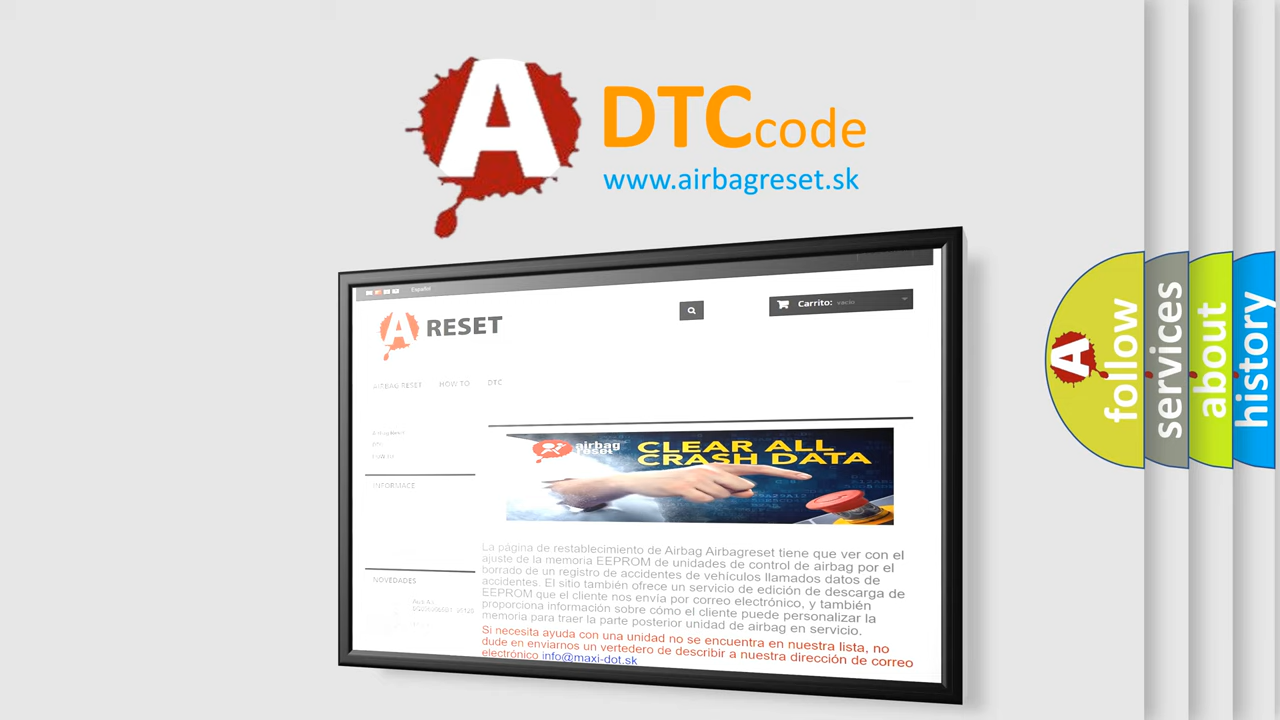 A DTCcode
www.airbagreset.sk
Español
A RESET
Carrito: vacío
AIRBAG RESET HOW TO DTC
INFORMACE
airbag
reset
CLEAR ALL
CRASH DATA
La página de restablecimiento de Airbag Airbagreset tiene que ver con el
ajuste de la memoria EEPROM de unidades de control de airbag por el
borrado de un registro de accidentes de vehículos llamados datos de
accidentes. El sitio también ofrece un servicio de edición de descarga de
EEPROM que el cliente nos envía por correo electrónico, y también
proporciona información sobre cómo el cliente puede personalizar la
memoria para traer la parte posterior unidad de airbag en servicio.
NOVEDADES
Si necesita ayuda con una unidad no se encuentra en nuestra lista, no
dude en enviarnos un vertedero de describir a nuestra dirección de correo
electrónico info@maxi-dot.sk
A follow
services
about
history